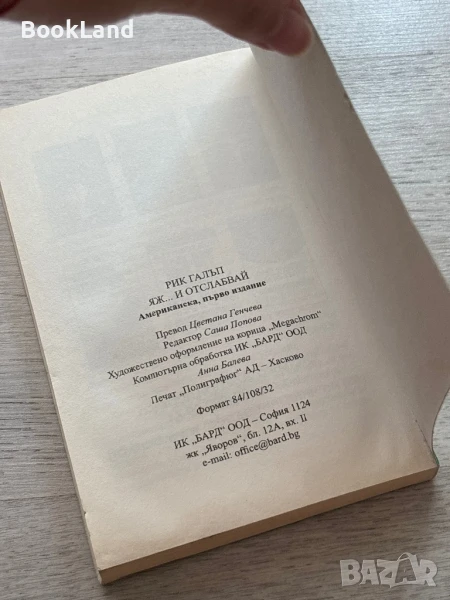 BookLand
РИК ГАЛЪП
ЯЖ... И ОТСЛАБВАЙ
Американска, първо издание
Превод Цветана Генчева
Редактор Саша Попова
Художествено оформление на корица „Megachrom“
Компютърна обработка ИК „БАРД“ ООД
Анна Балева
Печат „Полиграфюг“ АД – Хасково
Формат 84/108/32
ИК „БАРД“ ООД – София 1124
жк „Яворов“, бл. 12А, вх. II
e-mail: office@bard.bg
BAZAR